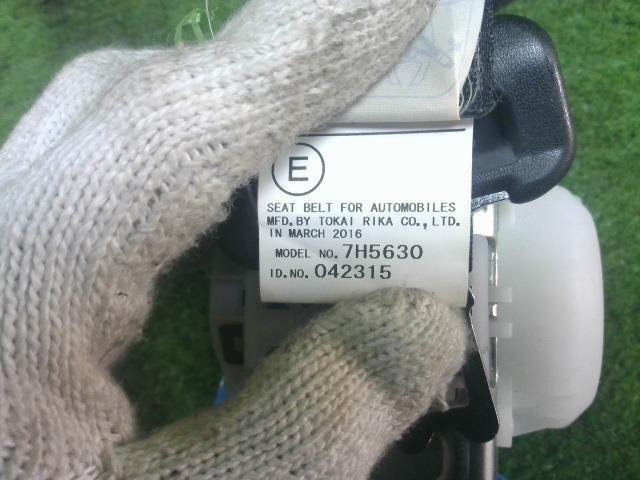 E
SEAT BELT FOR AUTOMOBILES
MFD. BY TOKAI RIKA CO., LTD.
IN MARCH 2016
MODEL NO. 7H5630
ID. NO. 042315